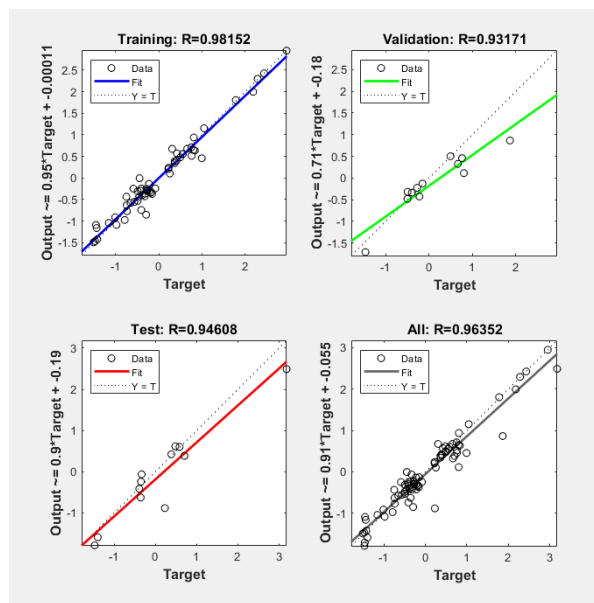 Training: R=0.98152
Output ~= 0.95*Target + -0.00011
2.5
2
1.5
1
0.5
0
-0.5
-1
-1.5
Data
Fit
Y = T
-1
0
1
2
Target
Validation: R=0.93171
Output ~= 0.71*Target + -0.18
2.5
2
1.5
1
0.5
0
-0.5
-1
-1.5
Data
Fit
Y = T
-1
0
1
2
Target
Test: R=0.94608
Output ~= 0.9*Target + -0.19
3
2
1
0
-1
Data
Fit
Y = T
-1
0
1
2
3
Target
All: R=0.96352
Output ~= 0.91*Target + -0.055
3
2
1
0
-1
Data
Fit
Y = T
-1
0
1
2
3
Target